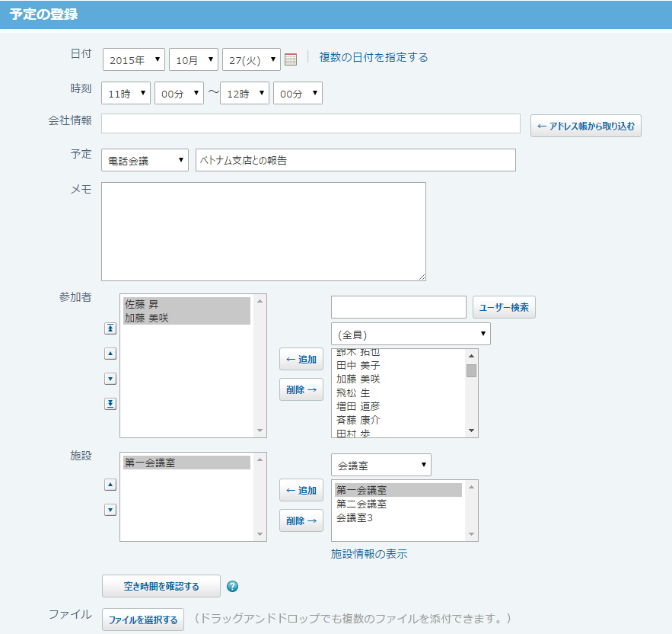 予定の登録
日付 2015年 10月 27(火) 複数の日付を指定する
時刻 11時 00分 ～ 12時 00分
会社情報 ← アドレス帳から取り込む
予定 電話会議 ベトナム支店との報告
メモ
参加者
佐藤 昇
加藤 美咲
ユーザー検索
(全員)
← 追加
削除 →
鈴木 拓也
田中 美子
加藤 美咲
飛松 生
増田 道彦
斉藤 康介
田村 歩
施設
第一会議室
← 追加
削除 →
会議室
第一会議室
第二会議室
会議室3
施設情報の表示
空き時間を確認する ?
ファイル ファイルを選択する （ドラッグアンドドロップでも複数のファイルを添付できます。）